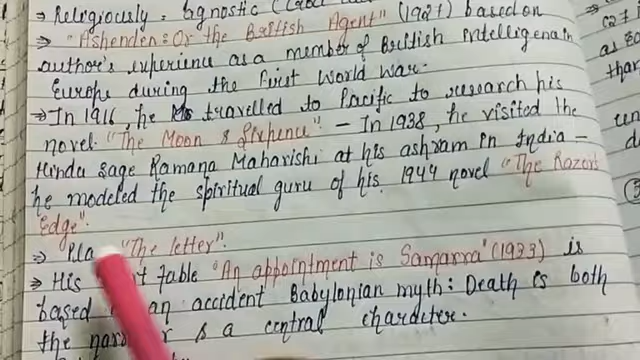 ⇒ Religiously = Agnostic
⇒ "Ashenden: Or the British Agent" (1927) based on
author's experience as a member of British Intelligence in
Europe during the First World War.
⇒ In 1916, he travelled to Pacific to research his
novel "The Moon & Sixpence" - In 1938, he visited the
Hindu sage Ramana Maharishi at his ashram in India -
he modeled the spiritual guru of his 1944 novel "The Razor's
Edge".
⇒ "The Letter".
⇒ His fable "An appointment is Samarra" (1933) is
based an accident Babylonian myth: Death is both
the is a central character.